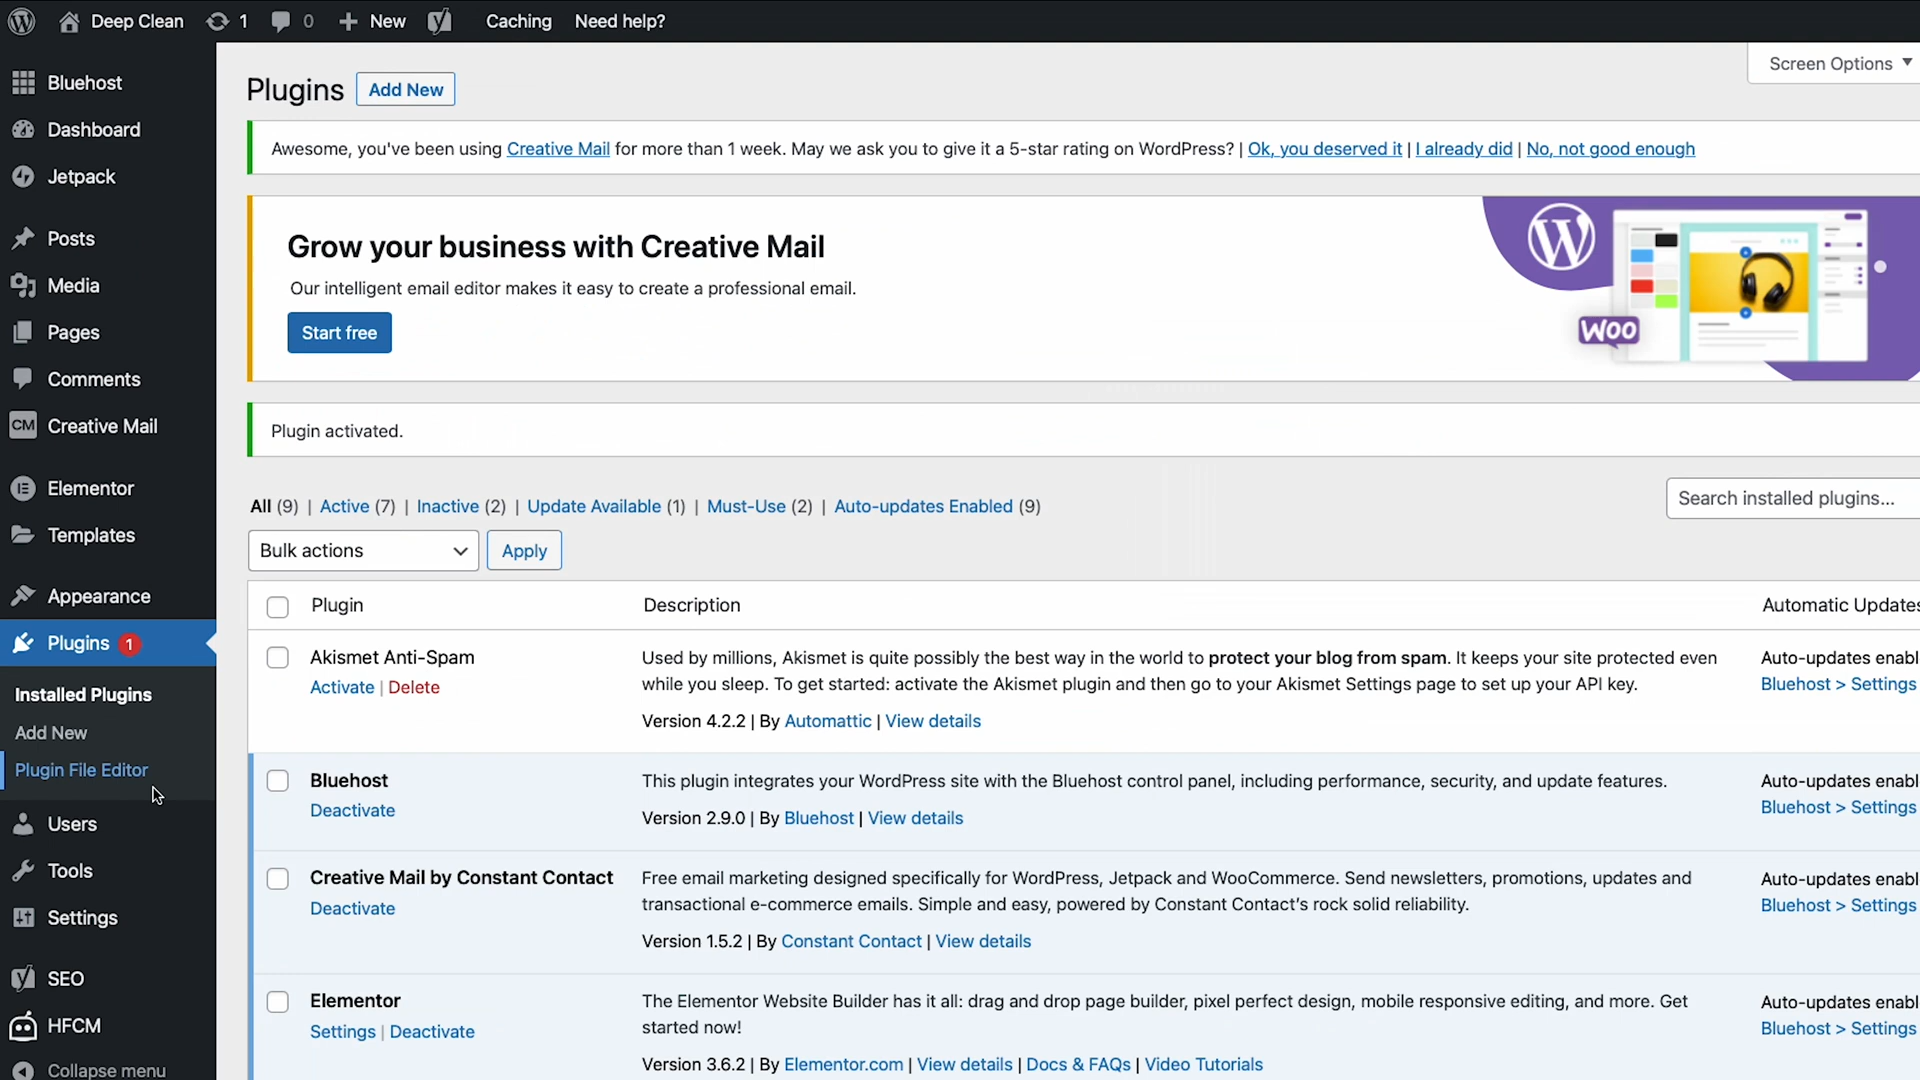 Deep Clean 1 0 New Caching Need help?
Bluehost
Dashboard
Jetpack
Posts
Media
Pages
Comments
CM Creative Mail
Elementor
Templates
Appearance
Plugins 1
Installed Plugins
Add New
Plugin File Editor
Users
Tools
Settings
SEO
HFCM
Collapse menu
Screen Options
Plugins Add New
Awesome, you've been using Creative Mail for more than 1 week. May we ask you to give it a 5-star rating on WordPress? | Ok, you deserved it | I already did | No, not good enough
Grow your business with Creative Mail
Our intelligent email editor makes it easy to create a professional email.
Start free
WOO
Plugin activated.
All (9) | Active (7) | Inactive (2) | Update Available (1) | Must-Use (2) | Auto-updates Enabled (9)
Search installed plugins...
Bulk actions Apply
Plugin Description Automatic Updates
Akismet Anti-Spam
Activate | Delete
Used by millions, Akismet is quite possibly the best way in the world to protect your blog from spam. It keeps your site protected even
while you sleep. To get started: activate the Akismet plugin and then go to your Akismet Settings page to set up your API key.
Version 4.2.2 | By Automattic | View details
Auto-updates enabl
Bluehost > Settings
Bluehost
Deactivate
This plugin integrates your WordPress site with the Bluehost control panel, including performance, security, and update features.
Version 2.9.0 | By Bluehost | View details
Auto-updates enabl
Bluehost > Settings
Creative Mail by Constant Contact
Deactivate
Free email marketing designed specifically for WordPress, Jetpack and WooCommerce. Send newsletters, promotions, updates and
transactional e-commerce emails. Simple and easy, powered by Constant Contact's rock solid reliability.
Version 1.5.2 | By Constant Contact | View details
Auto-updates enabl
Bluehost > Settings
Elementor
Settings | Deactivate
The Elementor Website Builder has it all: drag and drop page builder, pixel perfect design, mobile responsive editing, and more. Get
started now!
Version 3.6.2 | By Elementor.com | View details | Docs & FAQs | Video Tutorials
Auto-updates enabl
Bluehost > Settings